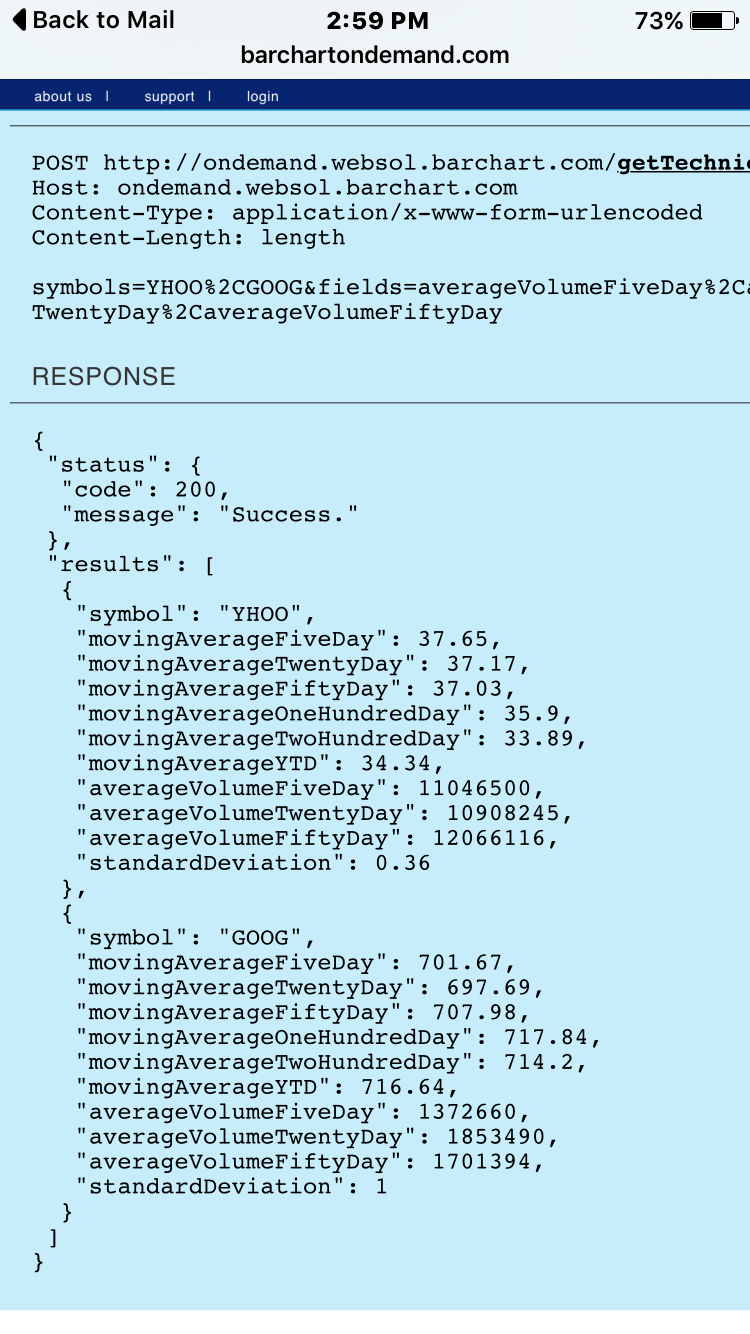 Back to Mail 2:59 PM 73%
barchartondemand.com
about us | support | login
POST http://ondemand.websol.barchart.com/getTechnic
Host: ondemand.websol.barchart.com
Content-Type: application/x-www-form-urlencoded
Content-Length: length
symbols=YHOO%2CGOOG&fields=averageVolumeFiveDay%2Ca
TwentyDay%2CaverageVolumeFiftyDay
RESPONSE
{
 "status": {
  "code": 200,
  "message": "Success."
 },
 "results": [
  {
   "symbol": "YHOO",
   "movingAverageFiveDay": 37.65,
   "movingAverageTwentyDay": 37.17,
   "movingAverageFiftyDay": 37.03,
   "movingAverageOneHundredDay": 35.9,
   "movingAverageTwoHundredDay": 33.89,
   "movingAverageYTD": 34.34,
   "averageVolumeFiveDay": 11046500,
   "averageVolumeTwentyDay": 10908245,
   "averageVolumeFiftyDay": 12066116,
   "standardDeviation": 0.36
  },
  {
   "symbol": "GOOG",
   "movingAverageFiveDay": 701.67,
   "movingAverageTwentyDay": 697.69,
   "movingAverageFiftyDay": 707.98,
   "movingAverageOneHundredDay": 717.84,
   "movingAverageTwoHundredDay": 714.2,
   "movingAverageYTD": 716.64,
   "averageVolumeFiveDay": 1372660,
   "averageVolumeTwentyDay": 1853490,
   "averageVolumeFiftyDay": 1701394,
   "standardDeviation": 1
  }
 ]
}